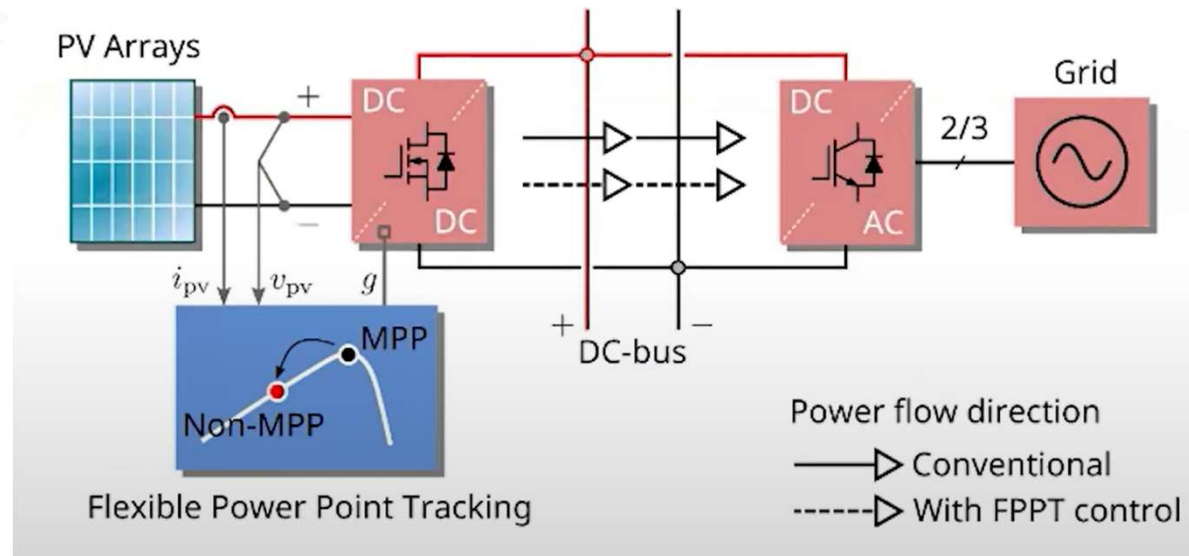 PV Arrays
Grid
+
DC
DC
2/3
−
DC
AC
i_pv
v_pv
g
+
−
DC-bus
MPP
Non-MPP
Power flow direction
Conventional
With FPPT control
Flexible Power Point Tracking